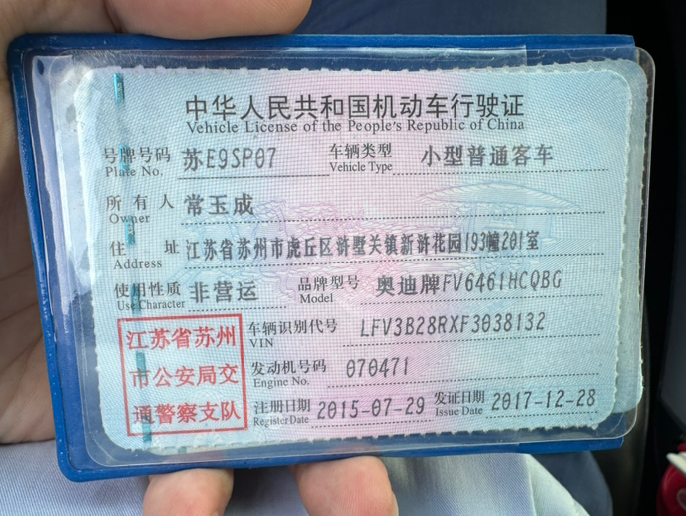 中华人民共和国机动车行驶证
Vehicle License of the People's Republic of China
号牌号码 苏E9SP07 车辆类型 小型普通客车
Plate No. Vehicle Type
所有人 常玉成
Owner
住址 江苏省苏州市虎丘区浒墅关镇新浒花园193幢201室
Address
使用性质 非营运 品牌型号 奥迪牌FV6461HCQBG
Use Character Model
江苏省苏州 车辆识别代号 LFV3B28RXF3038132
VIN
市公安局交 发动机号码 070471
Engine No.
通警察支队 注册日期 2015-07-29 发证日期 2017-12-28
Register Date Issue Date